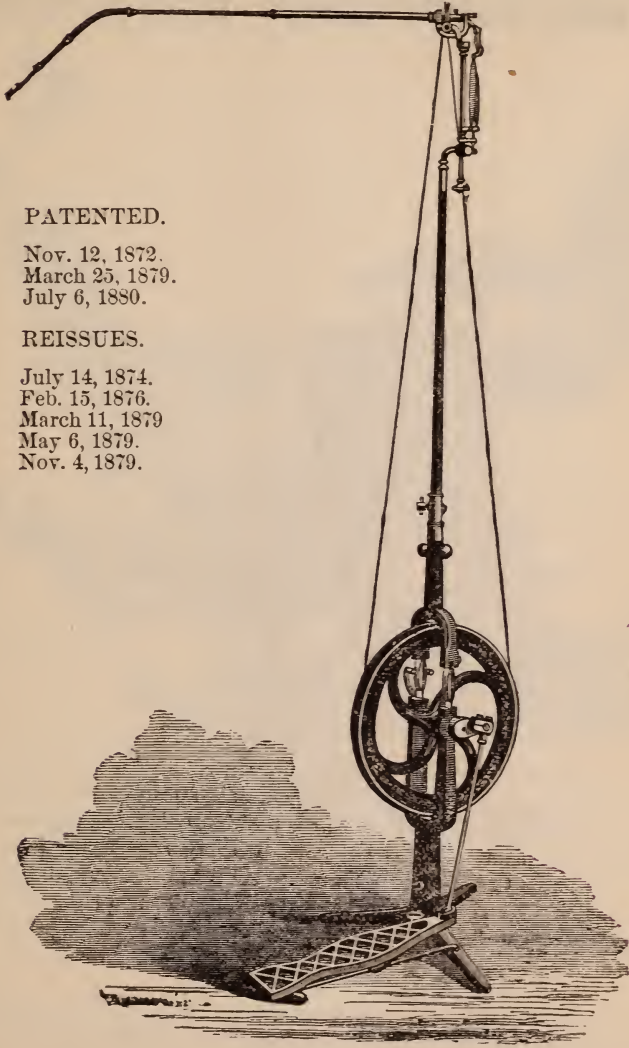 PATENTED.
Nov. 12, 1872.
March 25, 1879.
July 6, 1880.
REISSUES.
July 14, 1874.
Feb. 15, 1876.
March 11, 1879
May 6, 1879.
Nov. 4, 1879.